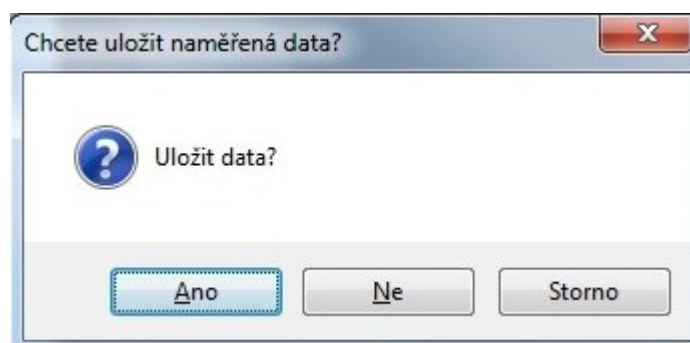 Chcete uložit naměřená data?
Uložit data?
Ano
Ne
Storno